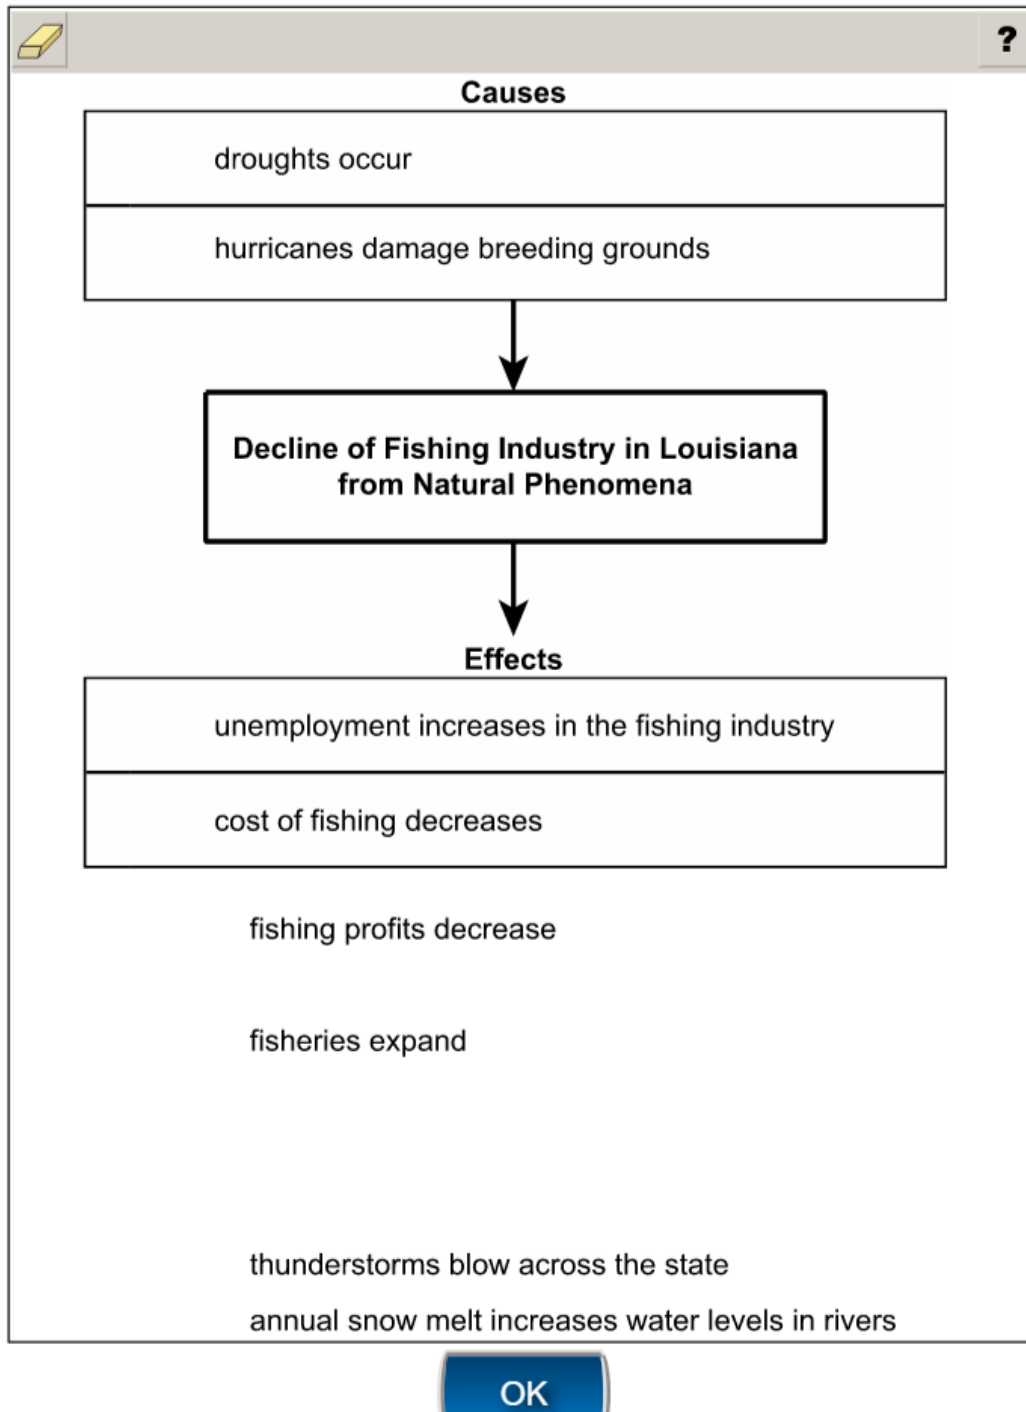 ?
Causes
droughts occur
hurricanes damage breeding grounds
Decline of Fishing Industry in Louisiana
from Natural Phenomena
Effects
unemployment increases in the fishing industry
cost of fishing decreases
fishing profits decrease
fisheries expand
thunderstorms blow across the state
annual snow melt increases water levels in rivers
OK